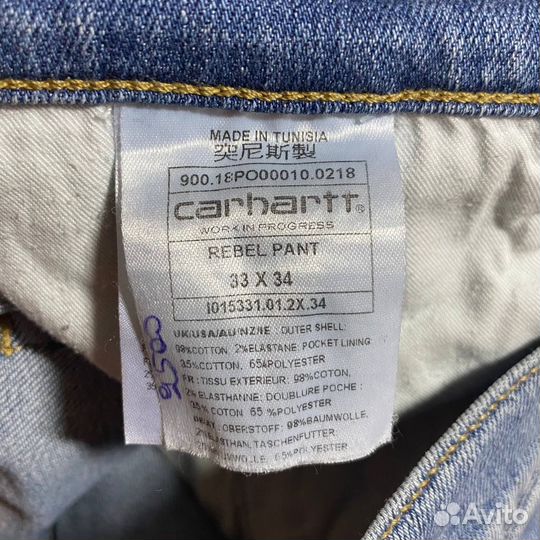 MADE IN TUNISIA
突尼斯製
900.18PO00010.0218
carhartt®
WORK IN PROGRESS
REBEL PANT
33 X 34
I015331.01.2X.34
UK/USA/AU/NZ/IE : OUTER SHELL:
98%COTTON, 2%ELASTANE; POCKET LINING
35%COTON, 65%POLYESTER
FR : TISSU EXTERIEUR: 98%COTON,
2% ELASTHANNE; DOUBLURE POCHE :
35% COTON 65 %POLYESTER
OBERSTOFF: 98%BAUMWOLLE,
2% ELASTHAN, TASCHENFUTTER:
65%POLYESTER
Avito